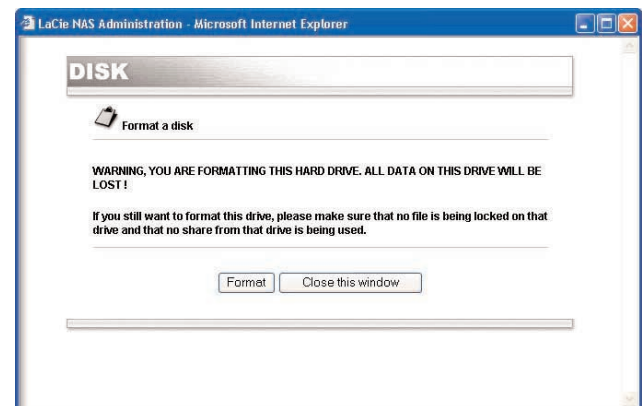 LaCie NAS Administration - Microsoft Internet Explorer
DISK
Format a disk
WARNING, YOU ARE FORMATTING THIS HARD DRIVE. ALL DATA ON THIS DRIVE WILL BE
LOST !
If you still want to format this drive, please make sure that no file is being locked on that
drive and that no share from that drive is being used.
Format Close this window